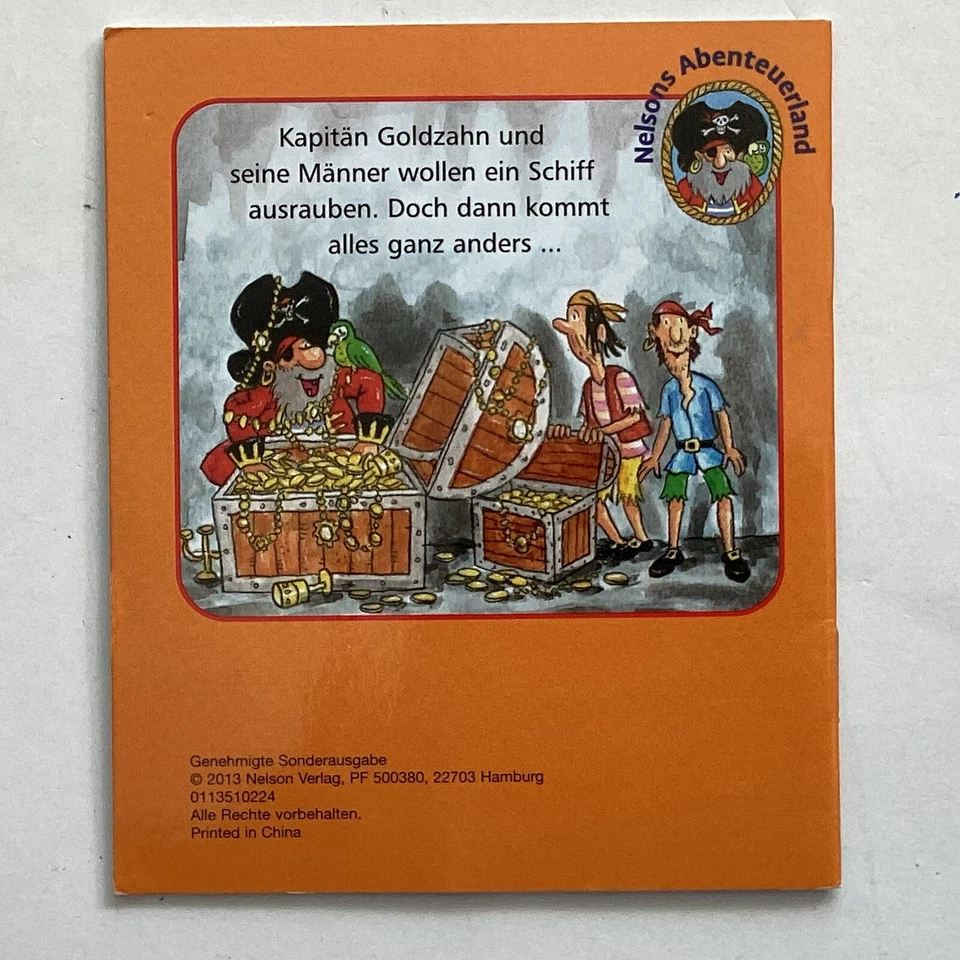 Nelsons Abenteuerland
Kapitän Goldzahn und
seine Männer wollen ein Schiff
ausrauben. Doch dann kommt
alles ganz anders ...
Genehmigte Sonderausgabe
© 2013 Nelson Verlag, PF 500380, 22703 Hamburg
0113510224
Alle Rechte vorbehalten.
Printed in China